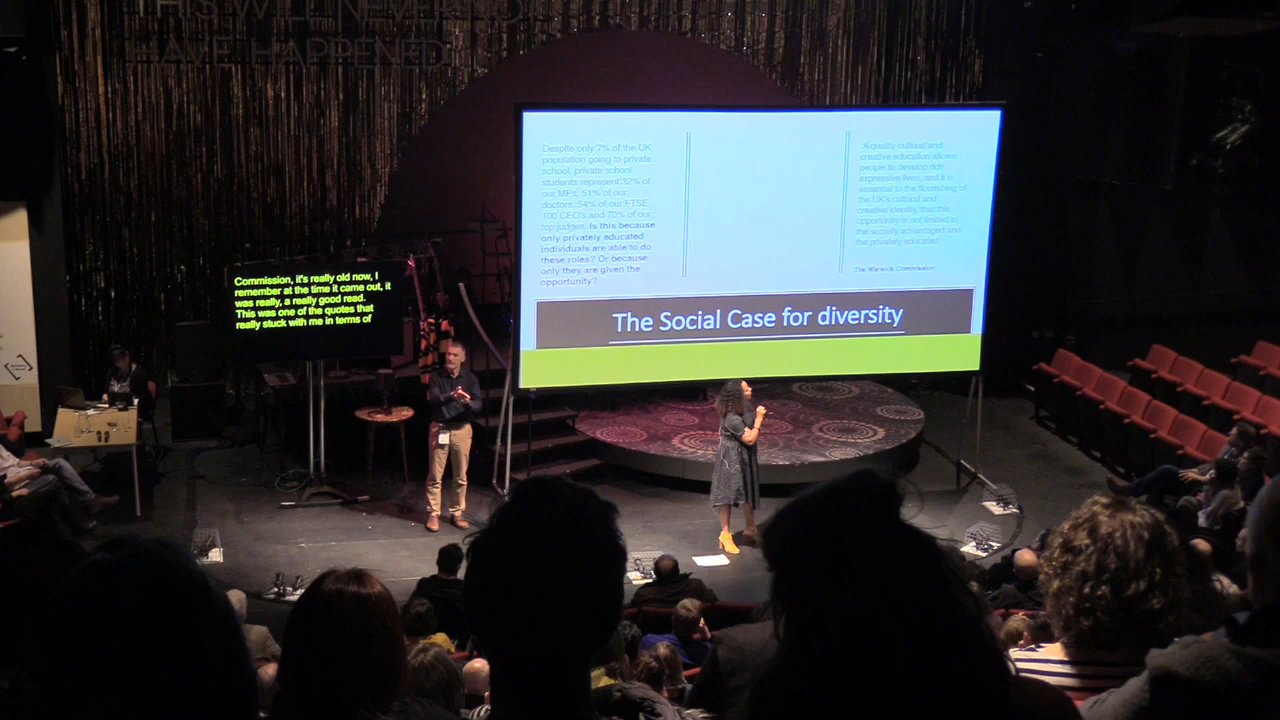 THIS WILL NEVER NOT
HAVE HAPPENED
Commission, it's really old now, I
remember at the time it came out, it
was really, a really good read.
This was one of the quotes that
really stuck with me in terms of
Despite only 7% of the UK
population going to private
school, private school
students represent 32% of
our MPs, 51% of our
doctors, 54% of our FTSE
100 CEO's and 70% of our
top judges. Is this because
only privately educated
individuals are able to do
these roles? Or because
only they are given the
opportunity?
A quality cultural and
creative education allows
people to develop rich
expressive lives, and it is
essential to the flourishing of
the UK's cultural and
creative identity, that this
opportunity is not limited to
the socially advantaged and
the privately educated.
The Warwick Commission
The Social Case for diversity